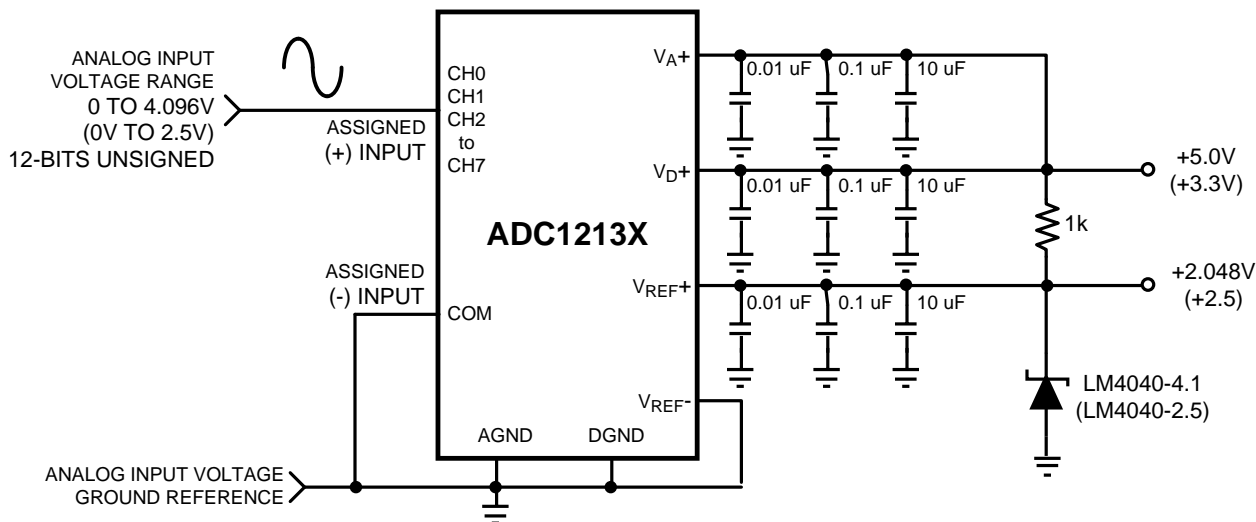 ANALOG INPUT
VOLTAGE RANGE
0 TO 4.096V
(0V TO 2.5V)
12-BITS UNSIGNED
ASSIGNED
(+) INPUT
ASSIGNED
(-) INPUT
ANALOG INPUT VOLTAGE
GROUND REFERENCE
CH0
CH1
CH2
to
CH7
COM
ADC1213X
AGND
DGND
VA+
VD+
VREF+
VREF-
0.01 uF
0.1 uF
10 uF
0.01 uF
0.1 uF
10 uF
0.01 uF
0.1 uF
10 uF
+5.0V
(+3.3V)
1k
+2.048V
(+2.5)
LM4040-4.1
(LM4040-2.5)